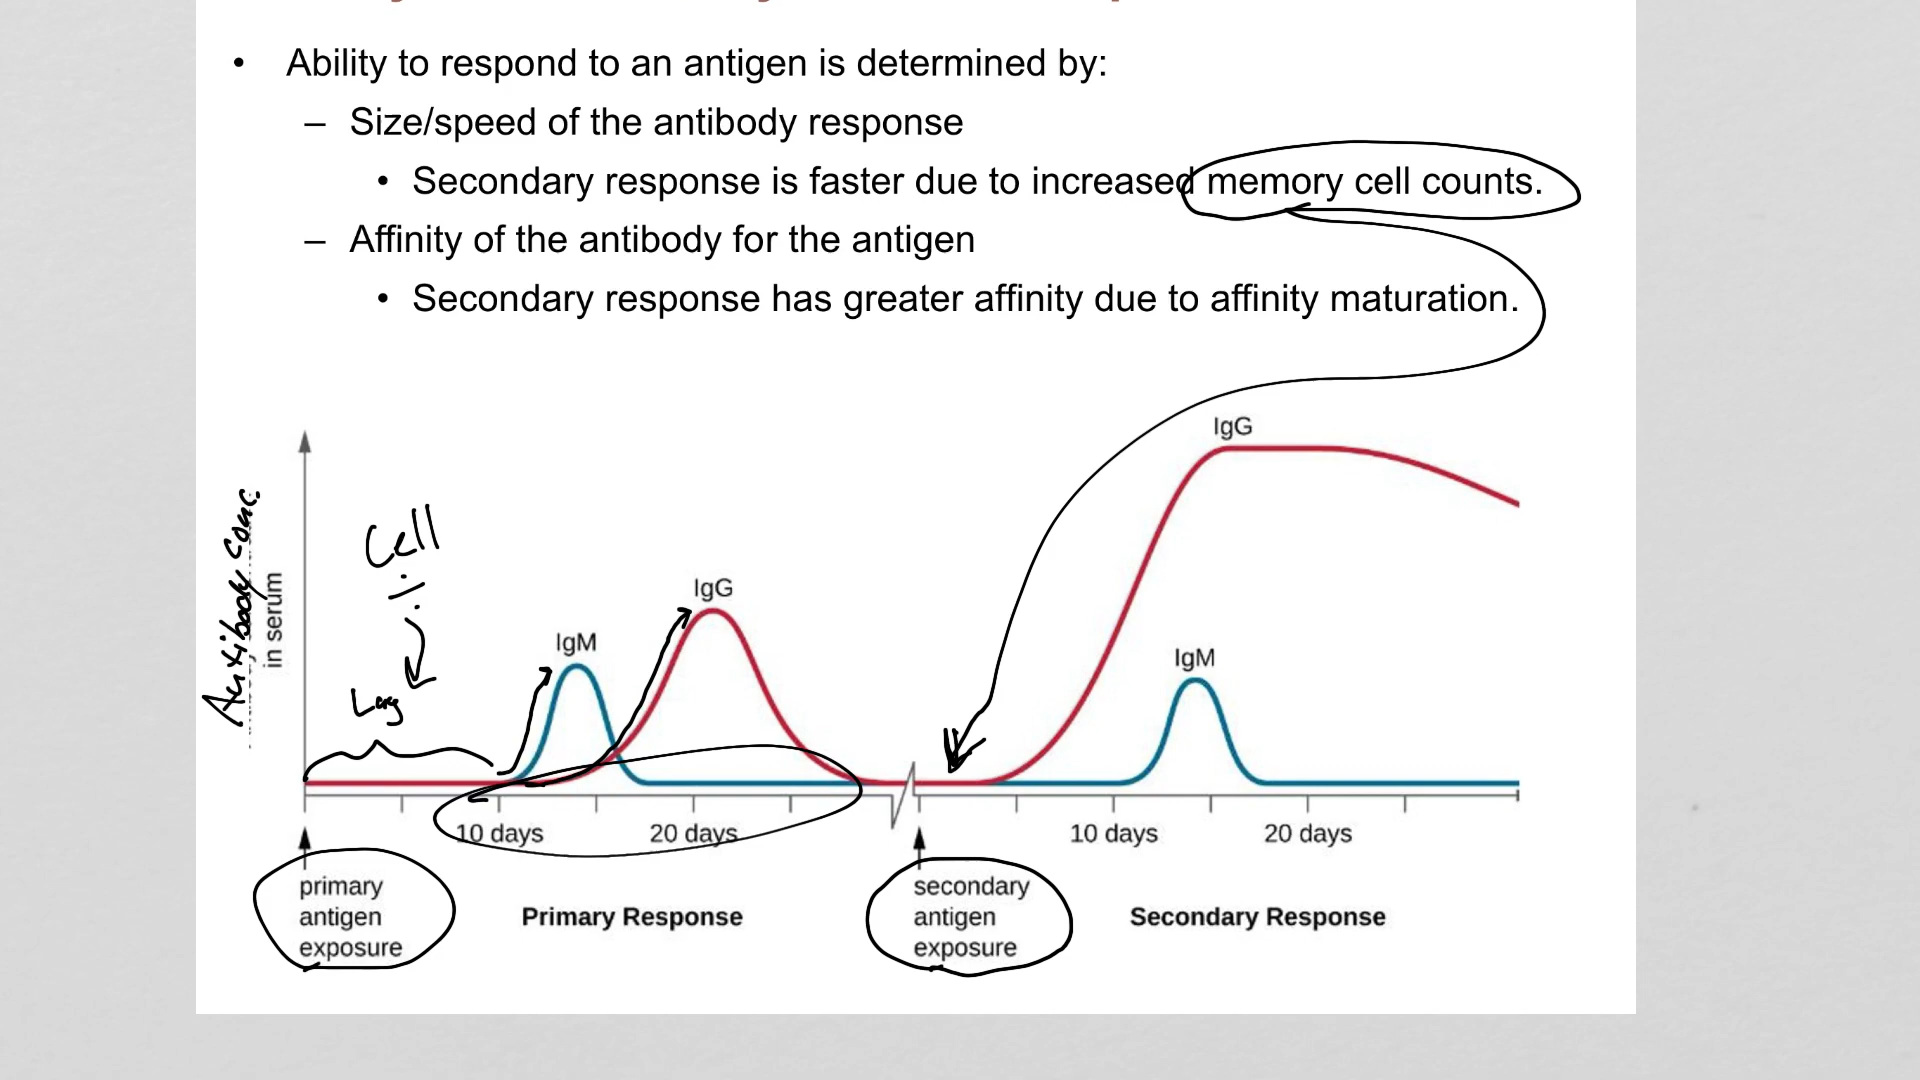 • Ability to respond to an antigen is determined by:
– Size/speed of the antibody response
• Secondary response is faster due to increased memory cell counts.
– Affinity of the antibody for the antigen
• Secondary response has greater affinity due to affinity maturation.
Antibody Conc.
in serum
Cell
Lag
IgM
IgG
IgG
IgM
10 days
20 days
10 days
20 days
primary
antigen
exposure
Primary Response
secondary
antigen
exposure
Secondary Response